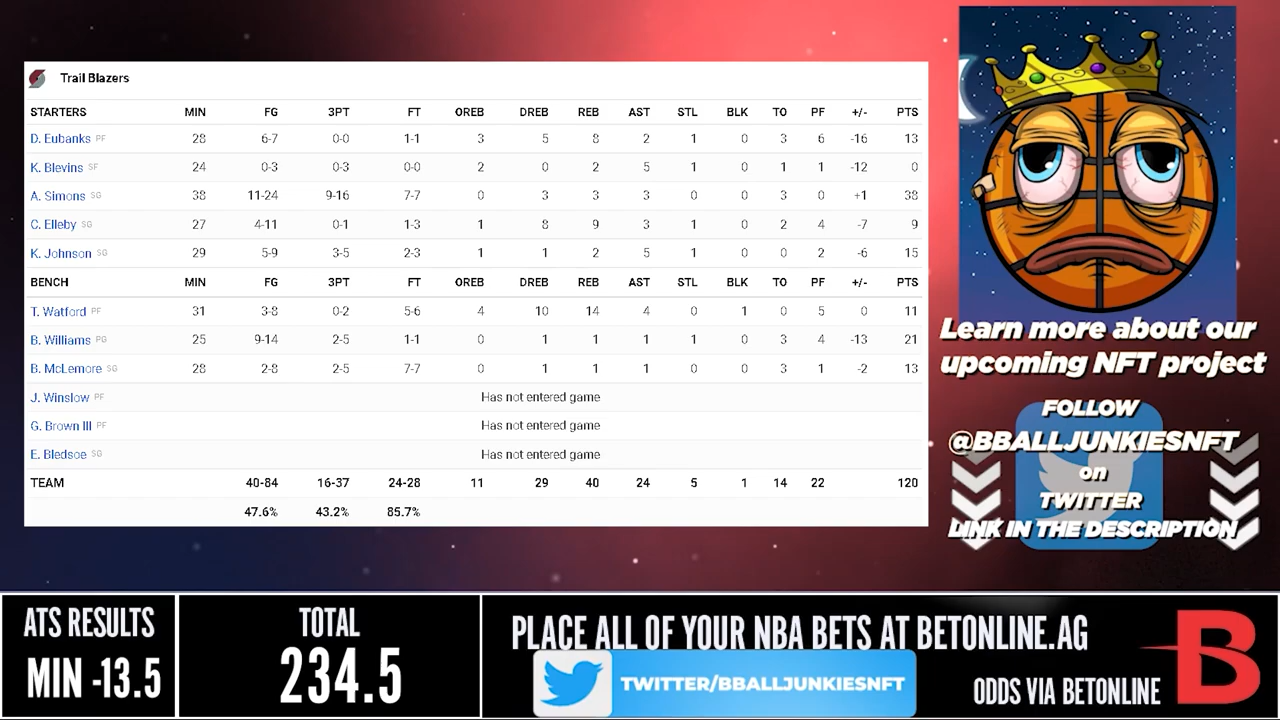 Trail Blazers
STARTERS MIN FG 3PT FT OREB DREB REB AST STL BLK TO PF +/- PTS
D. Eubanks PF 28 6-7 0-0 1-1 3 5 8 2 1 0 3 6 -16 13
K. Blevins SF 24 0-3 0-3 0-0 2 0 2 5 1 0 1 1 -12 0
A. Simons SG 38 11-24 9-16 7-7 0 3 3 3 0 0 3 0 +1 38
C. Elleby SG 27 4-11 0-1 1-3 1 8 9 3 1 0 2 4 -7 9
K. Johnson SG 29 5-9 3-5 2-3 1 1 2 5 1 0 0 2 -6 15
BENCH MIN FG 3PT FT OREB DREB REB AST STL BLK TO PF +/- PTS
T. Watford PF 31 3-8 0-2 5-6 4 10 14 4 0 1 0 5 0 11
B. Williams PG 25 9-14 2-5 1-1 0 1 1 1 1 0 3 4 -13 21
B. McLemore SG 28 2-8 2-5 7-7 0 1 1 1 0 0 3 1 -2 13
J. Winslow PF Has not entered game
G. Brown III PF Has not entered game
E. Bledsoe SG Has not entered game
TEAM 40-84 16-37 24-28 11 29 40 24 5 1 14 22 120
47.6% 43.2% 85.7%
Learn more about our
upcoming NFT project
FOLLOW
@BBALLJUNKIESNFT
on
TWITTER
LINK IN THE DESCRIPTION
ATS RESULTS
MIN -13.5
TOTAL
234.5
PLACE ALL OF YOUR NBA BETS AT BETONLINE.AG
TWITTER/BBALLJUNKIESNFT
ODDS VIA BETONLINE
B